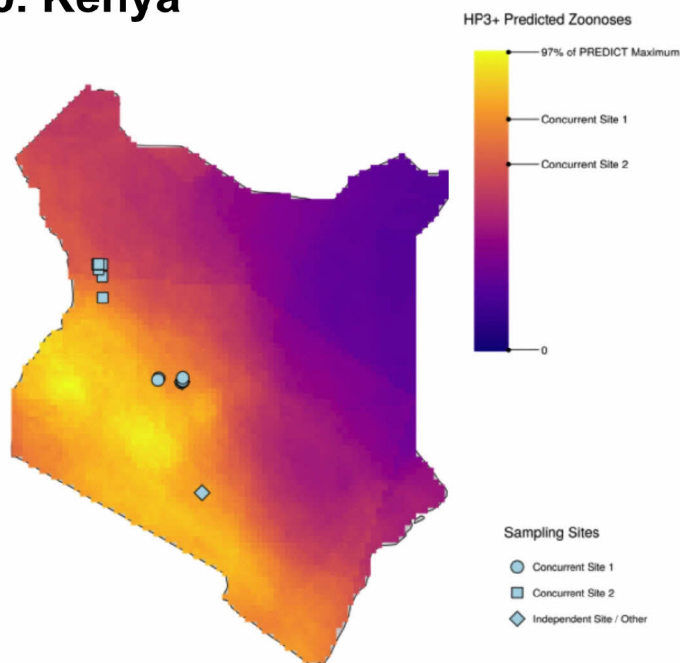 b. Kenya
HP3+ Predicted Zoonoses
97% of PREDICT Maximum
Concurrent Site 1
Concurrent Site 2
0
Sampling Sites
Concurrent Site 1
Concurrent Site 2
Independent Site / Other